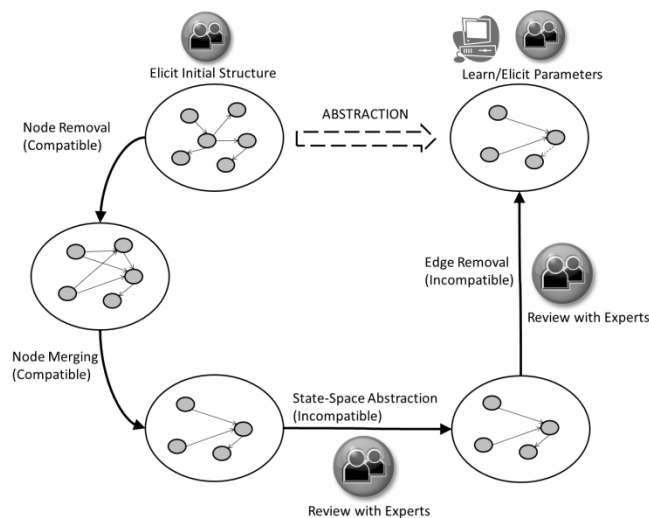 Elicit Initial Structure
Learn/Elicit Parameters
Node Removal
(Compatible)
ABSTRACTION
Edge Removal
(Incompatible)
Review with Experts
Node Merging
(Compatible)
State-Space Abstraction
(Incompatible)
Review with Experts